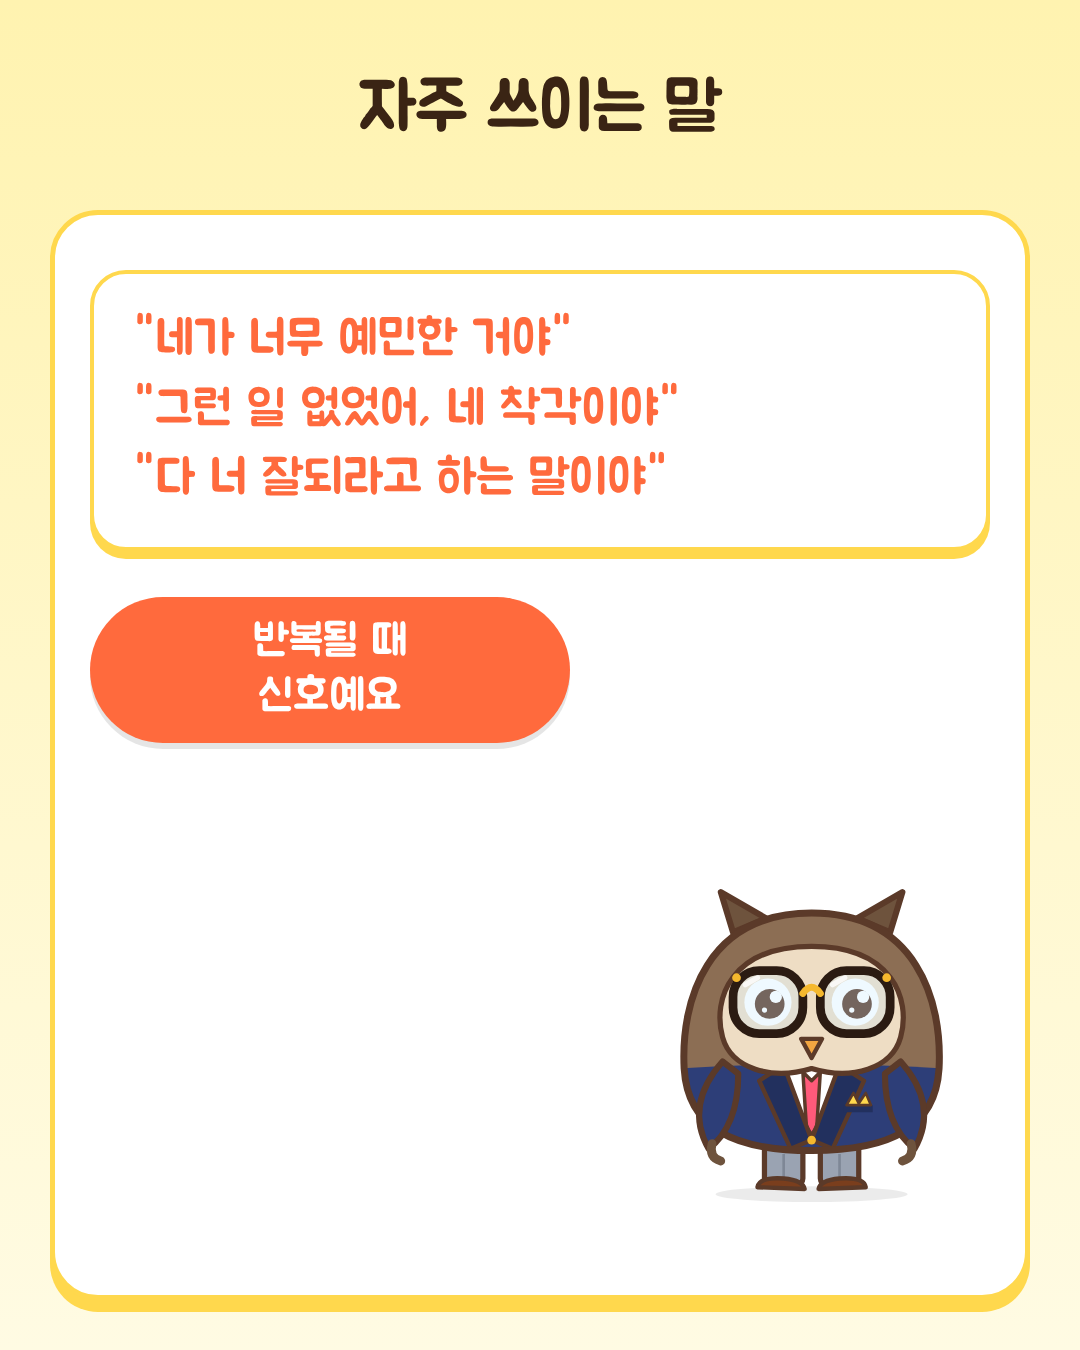 자주 쓰이는 말
"네가 너무 예민한 거야"
"그런 일 없었어, 네 착각이야"
"다 너 잘되라고 하는 말이야"
반복될 때
신호예요